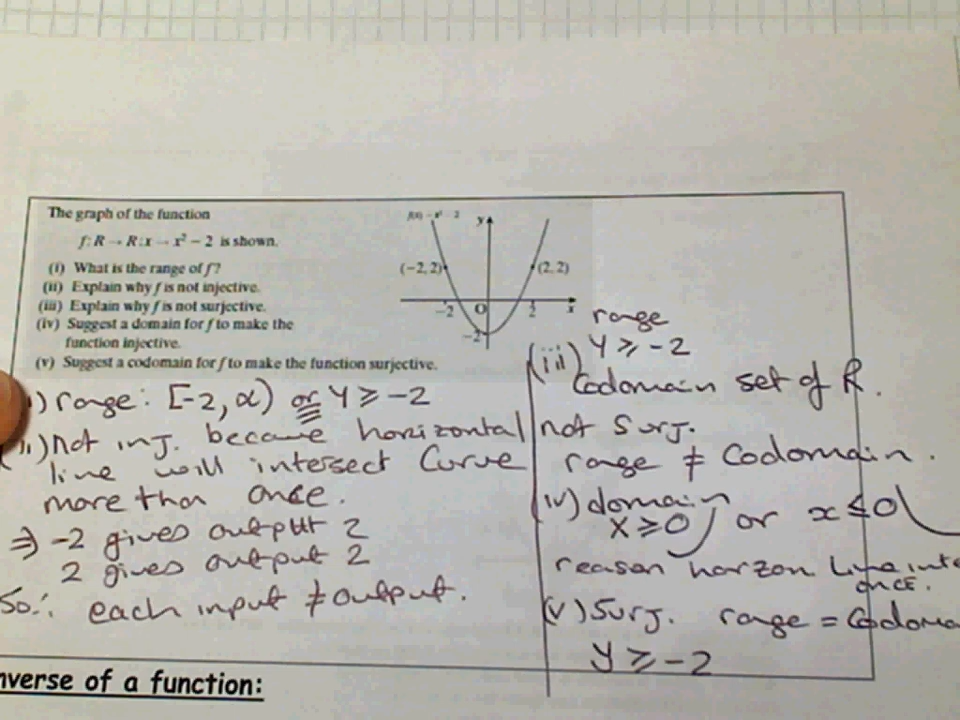 The graph of the function
f: R → R: x → x² − 2 is shown.
(i) What is the range of f?
(ii) Explain why f is not injective.
(iii) Explain why f is not surjective.
(iv) Suggest a domain for f to make the
function injective.
(v) Suggest a codomain for f to make the function surjective.
f(x) = x² − 2
y
(−2, 2)
(2, 2)
−2
O
2
x
−2
i) range: [-2, ∝) or y ≥ -2
ii) not inj. because horizontal
line will intersect curve
more than once.
⇒ -2 gives output 2
2 gives output 2
So ∴ each input ≠ output.
range
(iii) y ≥ -2
Codomain set of R.
not Surj.
range ≠ Codomain.
(iv) domain
x ≥ 0 or x ≤ 0
reason horzon Line inte
once.
(v) Surj. range = Codoma
y ≥ -2
nverse of a function: